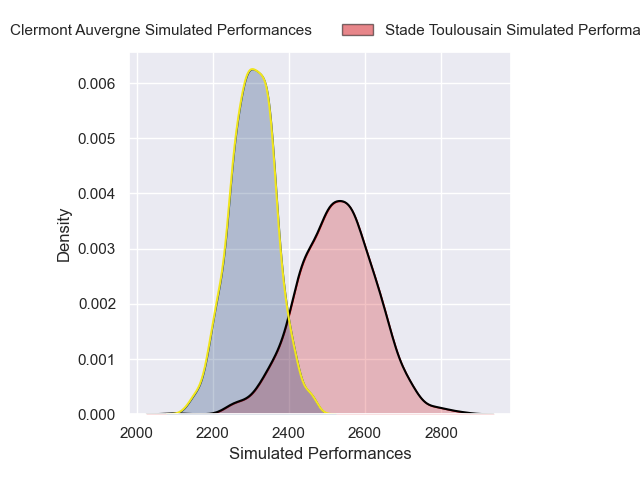 Clermont Auvergne Simulated Performances
Stade Toulousain Simulated Performa
0.006
0.005
0.004
0.003
0.002
0.001
0.000
Density
2000 2200 2400 2600 2800
Simulated Performances